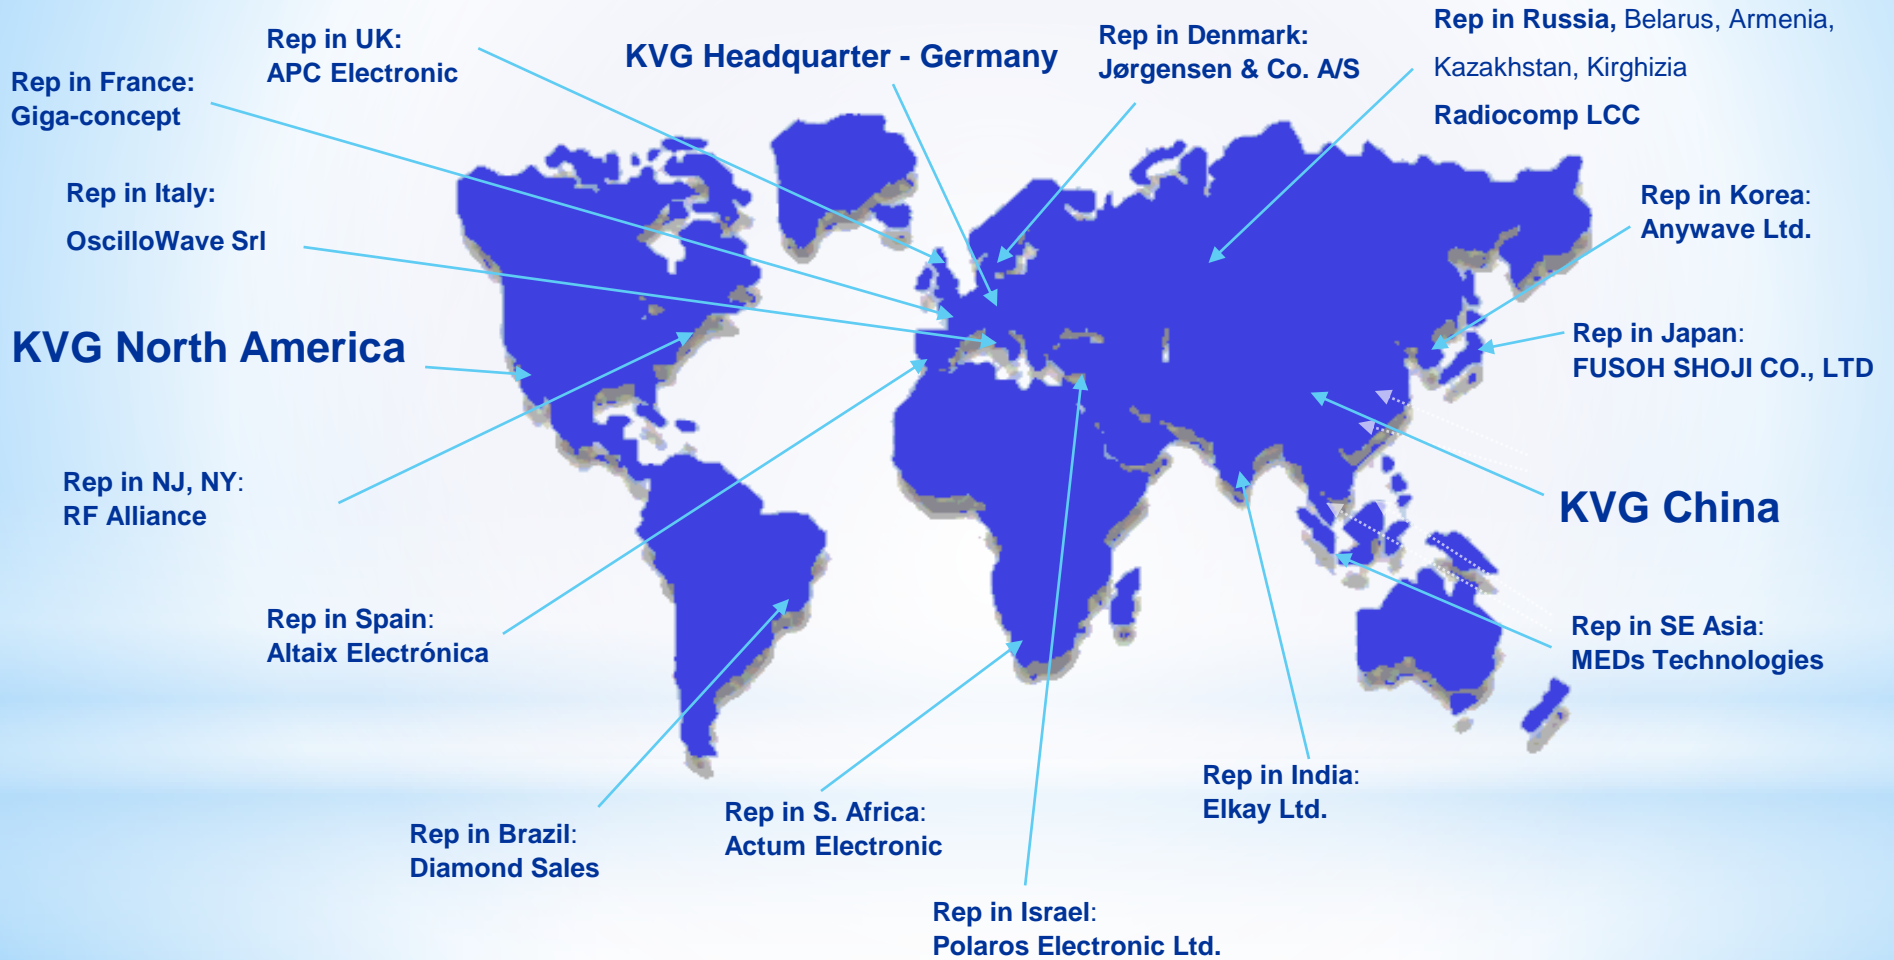 Rep in UK:
APC Electronic
KVG Headquarter - Germany
Rep in Denmark:
Jørgensen & Co. A/S
Rep in Russia, Belarus, Armenia,
Kazakhstan, Kirghizia
Radiocomp LCC
Rep in France:
Giga-concept
Rep in Italy:
OscilloWave Srl
Rep in Korea:
Anywave Ltd.
KVG North America
Rep in Japan:
FUSOH SHOJI CO., LTD
Rep in NJ, NY:
RF Alliance
KVG China
Rep in Spain:
Altaix Electrónica
Rep in SE Asia:
MEDs Technologies
Rep in India:
Elkay Ltd.
Rep in Brazil:
Diamond Sales
Rep in S. Africa:
Actum Electronic
Rep in Israel:
Polaros Electronic Ltd.